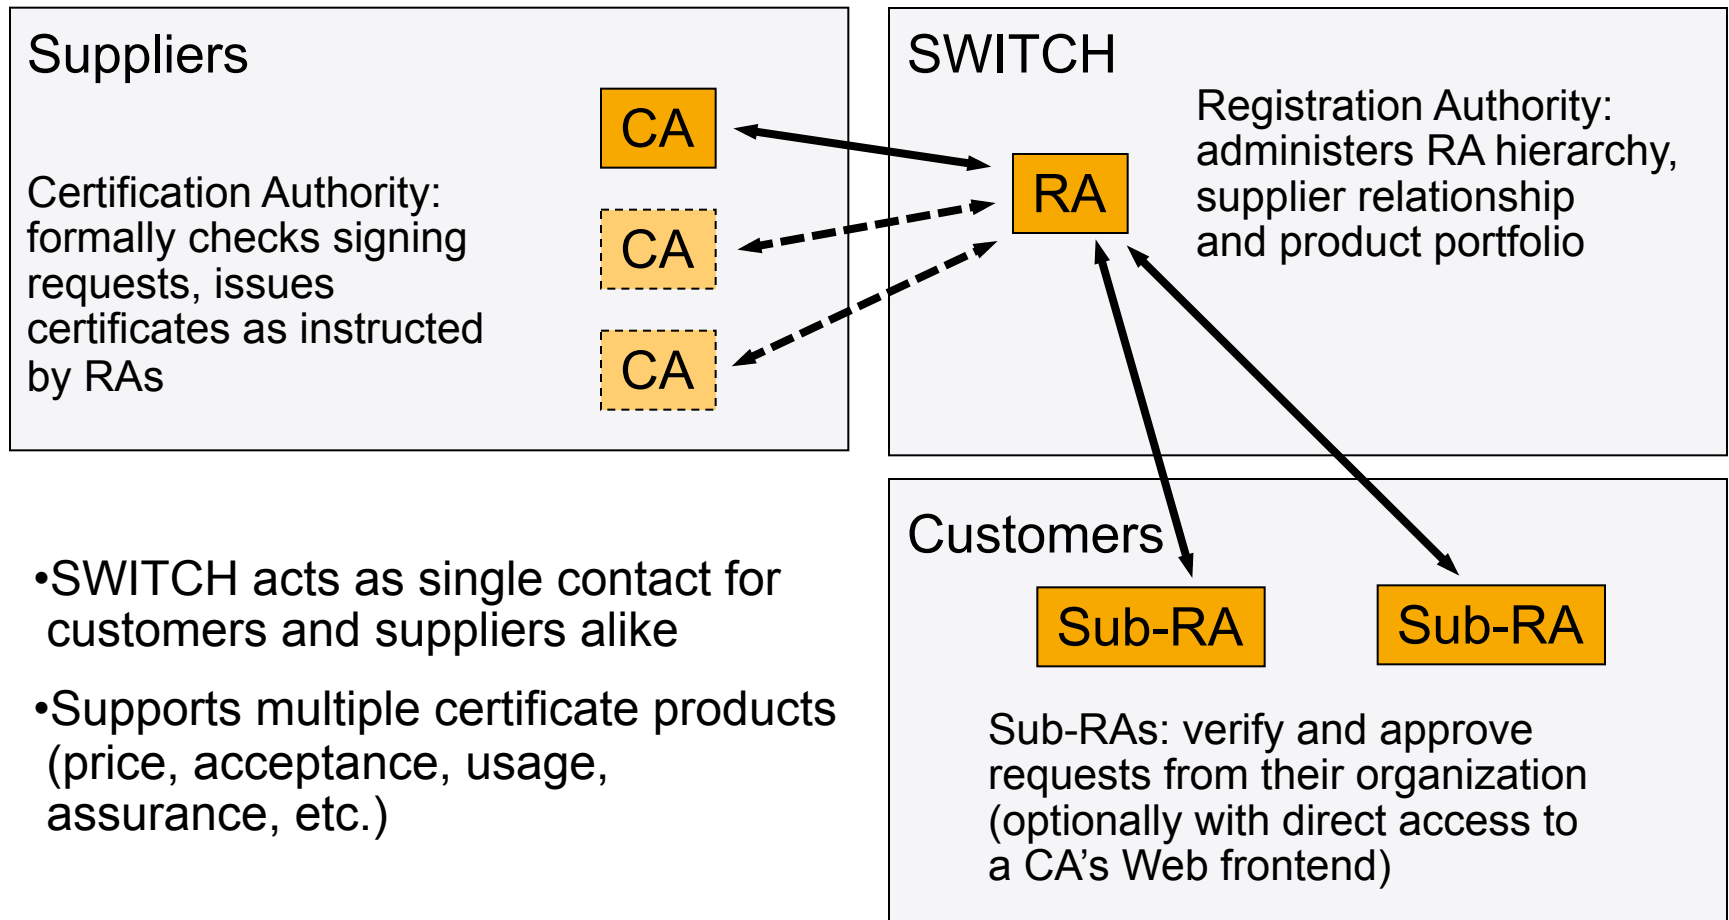 Suppliers
CA
Certification Authority:
formally checks signing
requests, issues
certificates as instructed
by RAs
CA
CA
SWITCH
Registration Authority:
administers RA hierarchy,
supplier relationship
and product portfolio
RA
•SWITCH acts as single contact for
customers and suppliers alike
•Supports multiple certificate products
(price, acceptance, usage,
assurance, etc.)
Customers
Sub-RA
Sub-RA
Sub-RAs: verify and approve
requests from their organization
(optionally with direct access to
a CA’s Web frontend)